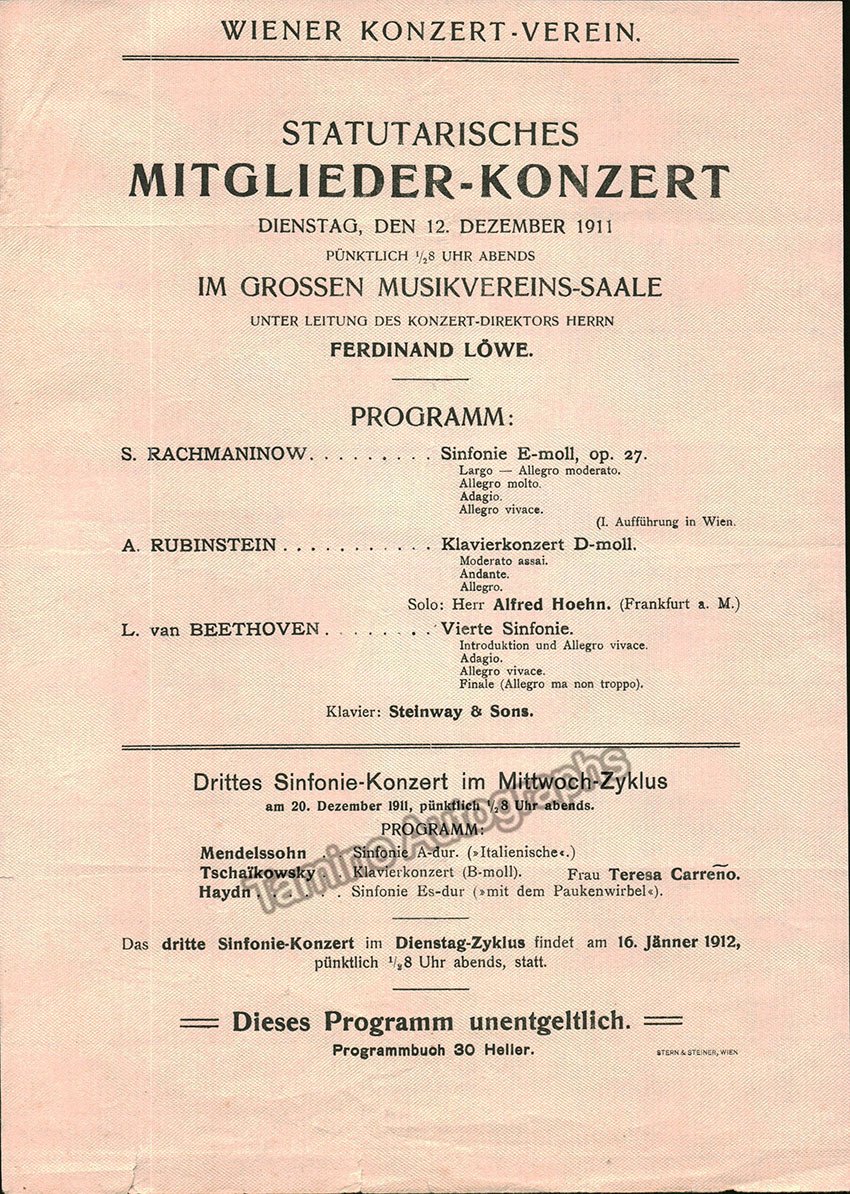 WIENER KONZERT-VEREIN.
STATUTARISCHES
MITGLIEDER-KONZERT
DIENSTAG, DEN 12. DEZEMBER 1911
PÜNKTLICH ½8 UHR ABENDS
IM GROSSEN MUSIKVEREINS-SAALE
UNTER LEITUNG DES KONZERT-DIREKTORS HERRN
FERDINAND LÖWE.
PROGRAMM:
S. RACHMANINOW. . . . . . . . . Sinfonie E-moll, op. 27.
Largo — Allegro moderato.
Allegro molto.
Adagio.
Allegro vivace.
(I. Aufführung in Wien.
A. RUBINSTEIN . . . . . . . . . . . Klavierkonzert D-moll.
Moderato assai.
Andante.
Allegro.
Solo: Herr Alfred Hoehn. (Frankfurt a. M.)
L. van BEETHOVEN . . . . . . . . Vierte Sinfonie.
Introduktion und Allegro vivace.
Adagio.
Allegro vivace.
Finale (Allegro ma non troppo).
Klavier: Steinway & Sons.
Drittes Sinfonie-Konzert im Mittwoch-Zyklus
am 20. Dezember 1911, pünktlich ½8 Uhr abends.
PROGRAMM:
Mendelssohn . . Sinfonie A-dur. (»Italienische«.)
Tschaïkowsky . . Klavierkonzert (B-moll). Frau Teresa Carreño.
Haydn . . . . . . Sinfonie Es-dur (»mit dem Paukenwirbel«).
Tamino Autographs
Das dritte Sinfonie-Konzert im Dienstag-Zyklus findet am 16. Jänner 1912,
pünktlich ½8 Uhr abends, statt.
Dieses Programm unentgeltlich.
Programmbuch 30 Heller.
STERN & STEINER, WIEN